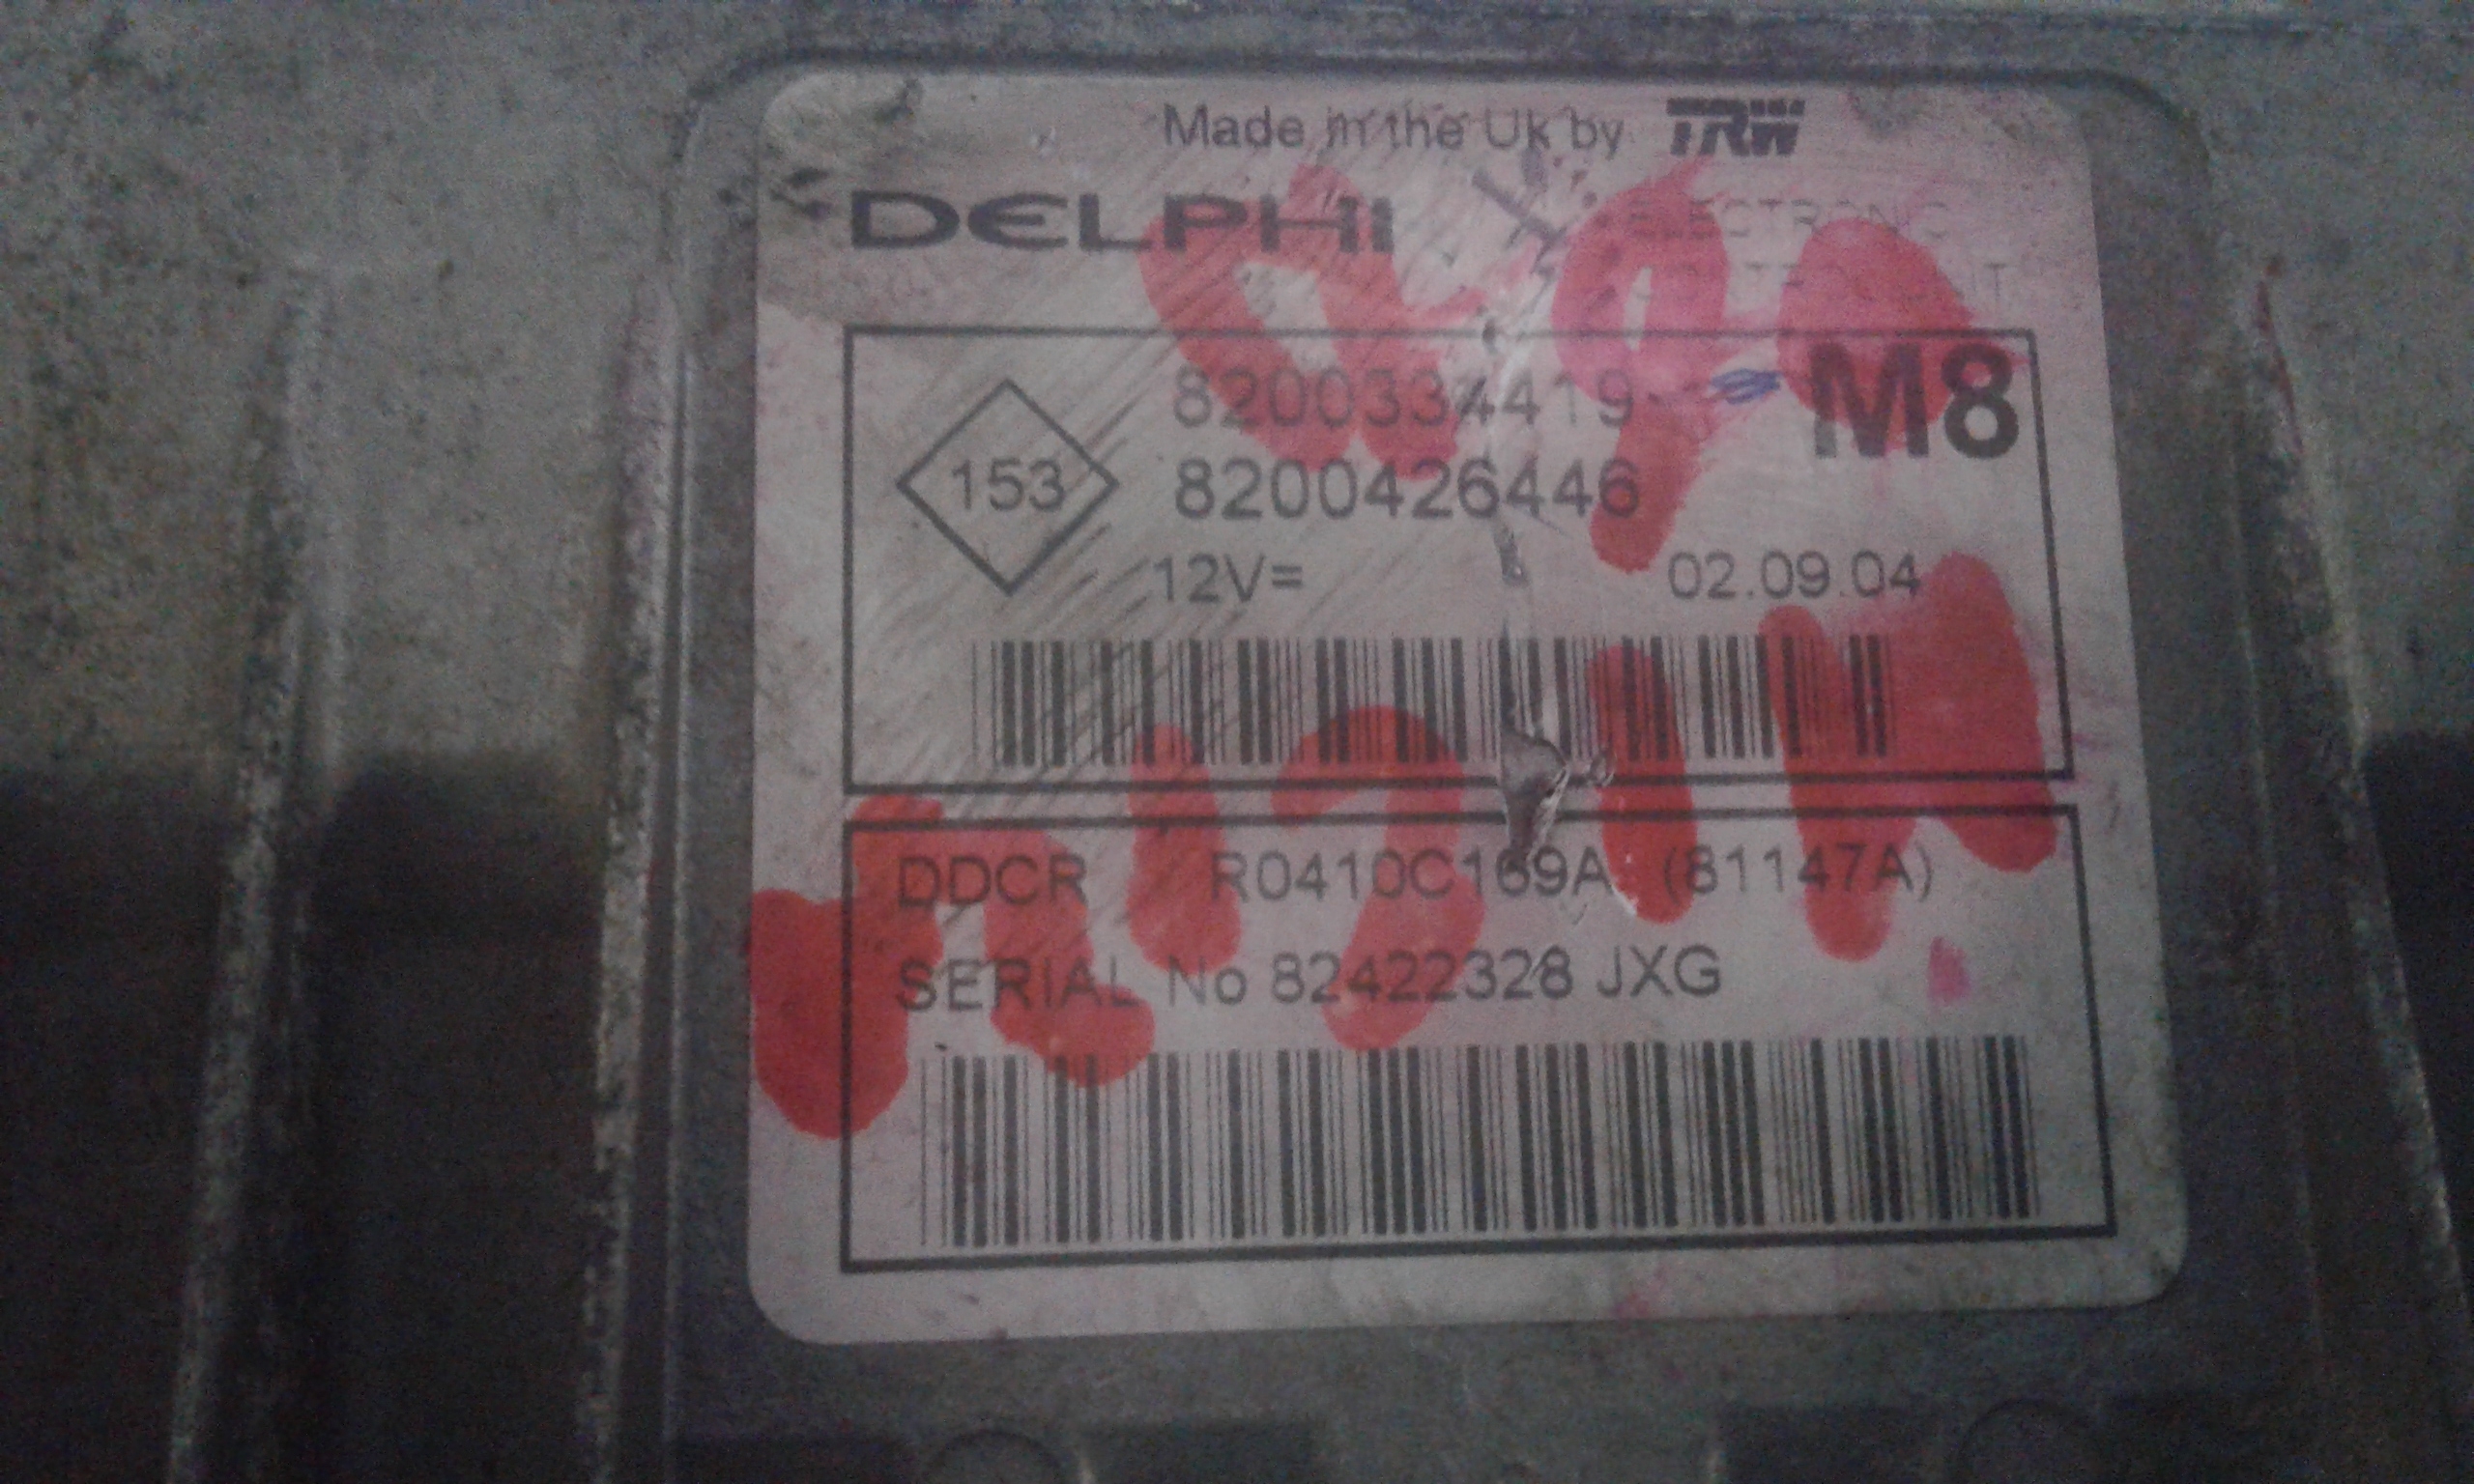 Made in the Uk by TRW
DELPHI
ELECTRONIC
M8
8200334419
153
8200426446
12V= 02.09.04
DDCR R0410C169A (81147A)
SERIAL No 82422328 JXG